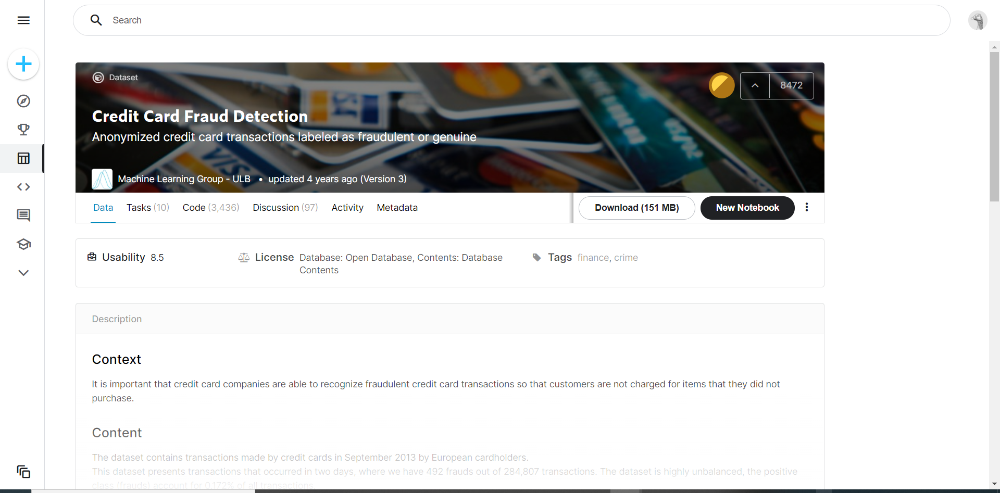 Search
Dataset
8472
Credit Card Fraud Detection
Anonymized credit card transactions labeled as fraudulent or genuine
Machine Learning Group - ULB • updated 4 years ago (Version 3)
Data Tasks (10) Code (3,436) Discussion (97) Activity Metadata Download (151 MB) New Notebook
Usability 8.5 License Database: Open Database, Contents: Database Tags finance, crime
Contents
Description
Context
It is important that credit card companies are able to recognize fraudulent credit card transactions so that customers are not charged for items that they did not
purchase.
Content
The dataset contains transactions made by credit cards in September 2013 by European cardholders.
This dataset presents transactions that occurred in two days, where we have 492 frauds out of 284,807 transactions. The dataset is highly unbalanced, the positive
class (frauds) account for 0.172% of all transactions.